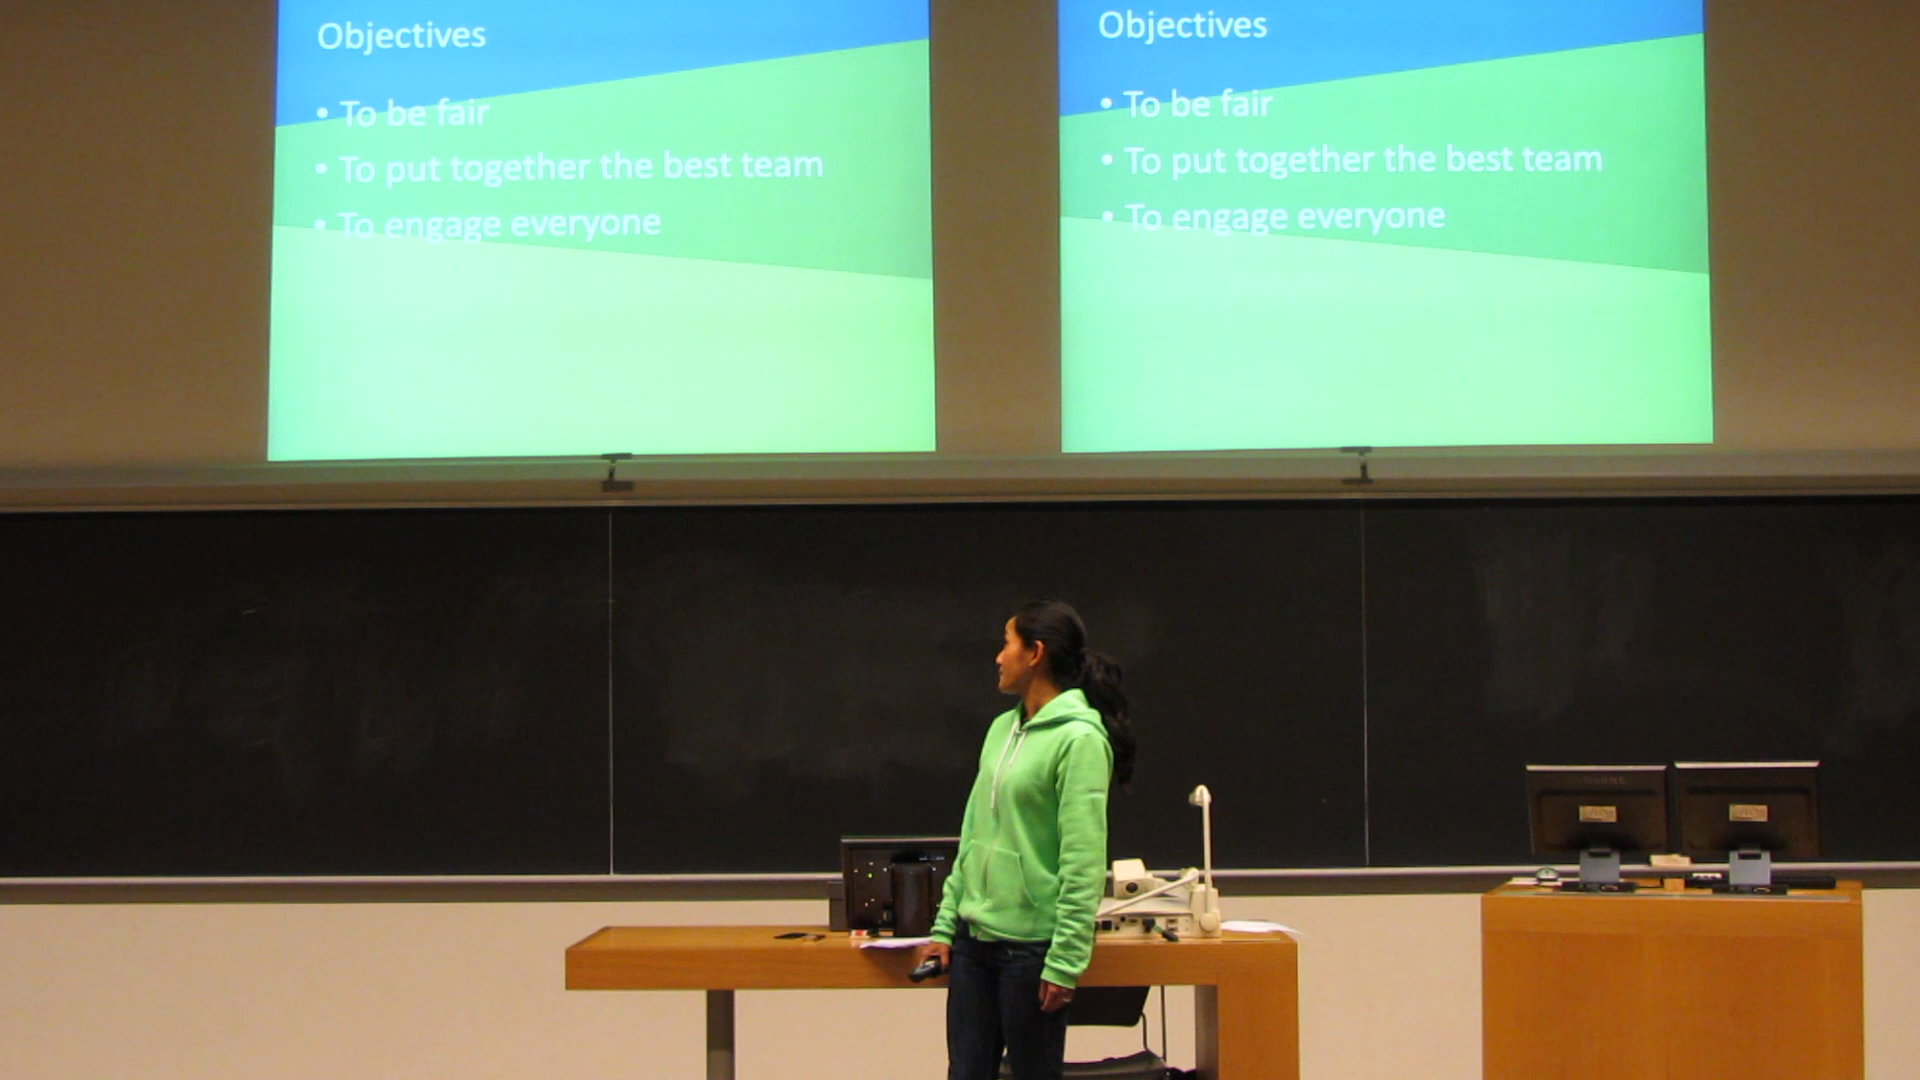 Objectives
• To be fair
• To put together the best team
• To engage everyone
Objectives
• To be fair
• To put together the best team
• To engage everyone